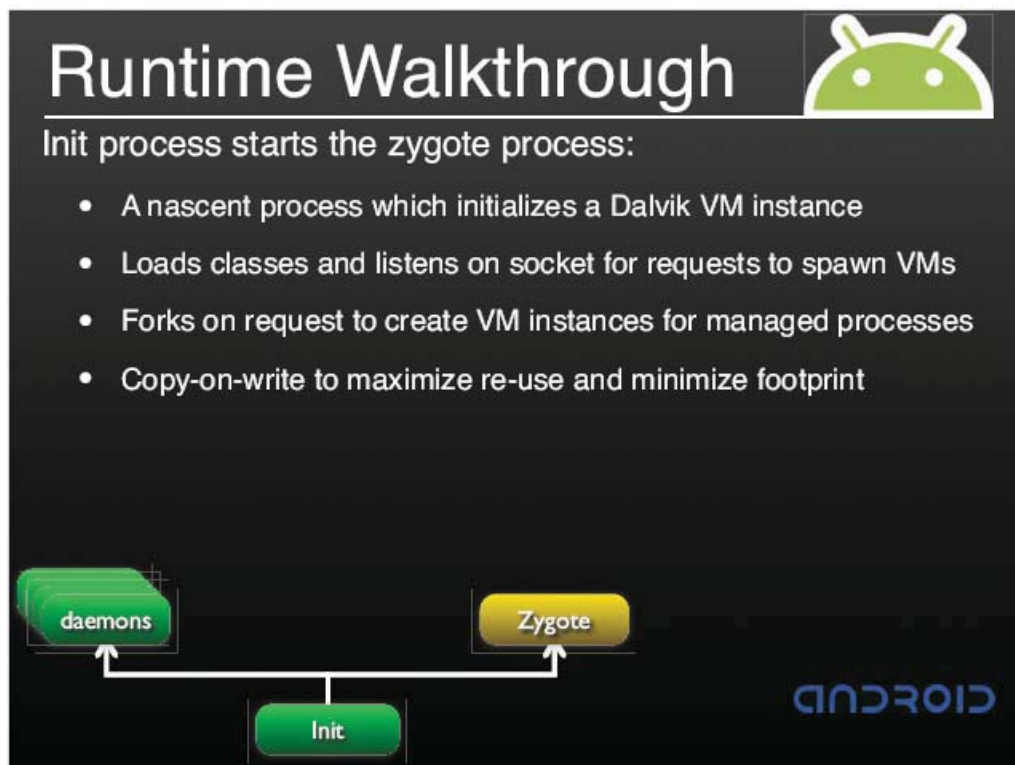 Runtime Walkthrough
Init process starts the zygote process:
• A nascent process which initializes a Dalvik VM instance
• Loads classes and listens on socket for requests to spawn VMs
• Forks on request to create VM instances for managed processes
• Copy-on-write to maximize re-use and minimize footprint
daemons
Zygote
Init
ANDROID